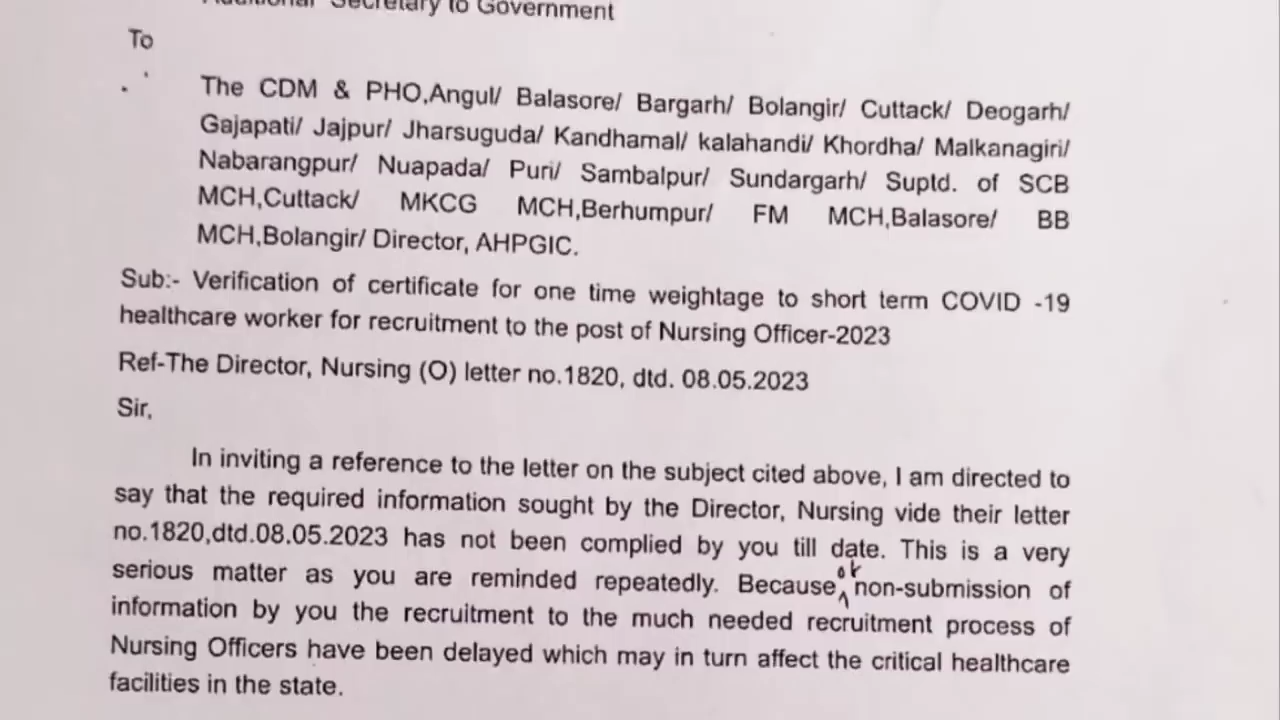 Additional Secretary to Government
To
The CDM & PHO,Angul/ Balasore/ Bargarh/ Bolangir/ Cuttack/ Deogarh/
Gajapati/ Jajpur/ Jharsuguda/ Kandhamal/ kalahandi/ Khordha/ Malkanagiri/
Nabarangpur/ Nuapada/ Puri/ Sambalpur/ Sundargarh/ Suptd. of SCB
MCH,Cuttack/ MKCG MCH,Berhumpur/ FM MCH,Balasore/ BB
MCH,Bolangir/ Director, AHPGIC.
Sub:- Verification of certificate for one time weightage to short term COVID -19
healthcare worker for recruitment to the post of Nursing Officer-2023
Ref-The Director, Nursing (O) letter no.1820, dtd. 08.05.2023
Sir,
In inviting a reference to the letter on the subject cited above, I am directed to
say that the required information sought by the Director, Nursing vide their letter
no.1820,dtd.08.05.2023 has not been complied by you till date. This is a very
serious matter as you are reminded repeatedly. Because of non-submission of
information by you the recruitment to the much needed recruitment process of
Nursing Officers have been delayed which may in turn affect the critical healthcare
facilities in the state.